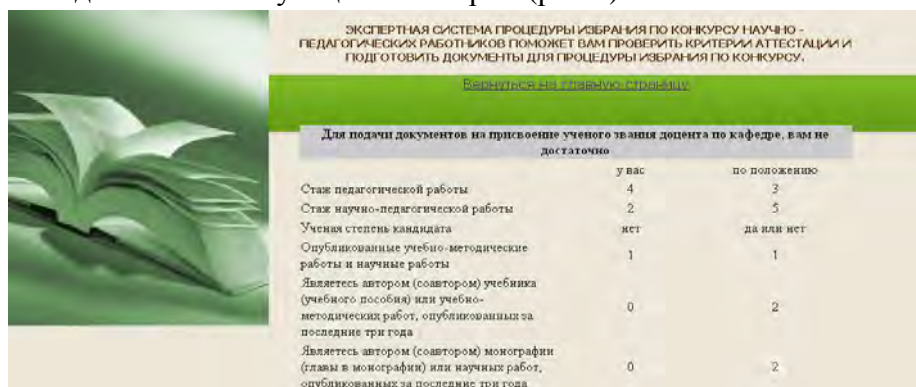 ЭКСПЕРТНАЯ СИСТЕМА ПРОЦЕДУРЫ ИЗБРАНИЯ ПО КОНКУРСУ НАУЧНО -
ПЕДАГОГИЧЕСКИХ РАБОТНИКОВ ПОМОЖЕТ ВАМ ПРОВЕРИТЬ КРИТЕРИИ АТТЕСТАЦИИ И
ПОДГОТОВИТЬ ДОКУМЕНТЫ ДЛЯ ПРОЦЕДУРЫ ИЗБРАНИЯ ПО КОНКУРСУ.
Вернуться на главную страницу
Для подачи документов на присвоение ученого звания доцента по кафедре, вам не
достаточно
у вас по положению
Стаж педагогической работы 4 3
Стаж научно-педагогической работы 2 5
Ученая степень кандидата нет да или нет
Опубликованные учебно-методические
работы и научные работы 1 1
Являетесь автором (соавтором) учебника
(учебного пособия) или учебно-
методических работ, опубликованных за 0 2
последние три года
Являетесь автором (соавтором) монографии
(главы в монографии) или научных работ, 0 2
опубликованных за последние три года